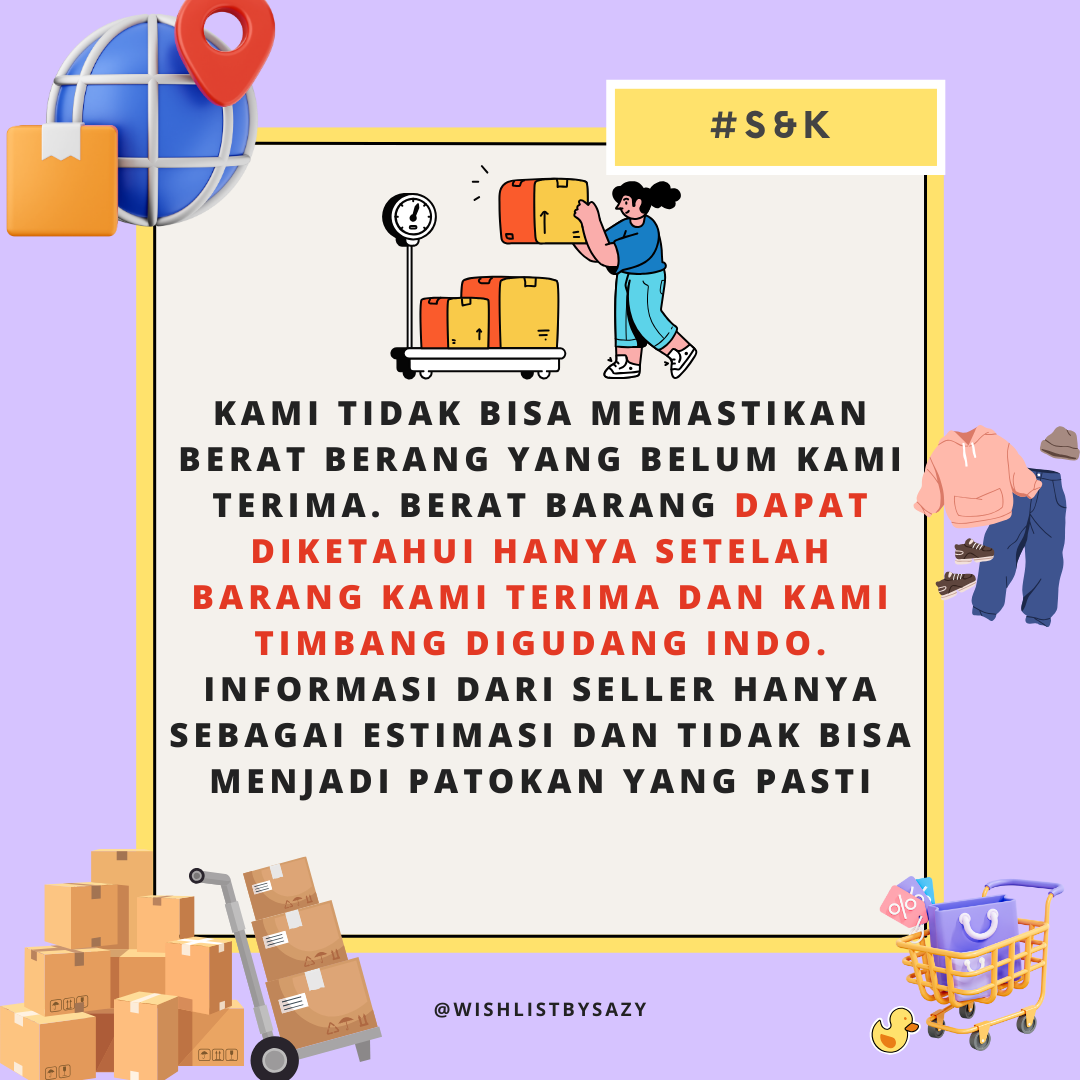 #S&K
KAMI TIDAK BISA MEMASTIKAN
BERAT BERANG YANG BELUM KAMI
TERIMA. BERAT BARANG DAPAT
DIKETAHUI HANYA SETELAH
BARANG KAMI TERIMA DAN KAMI
TIMBANG DIGUDANG INDO.
INFORMASI DARI SELLER HANYA
SEBAGAI ESTIMASI DAN TIDAK BISA
MENJADI PATOKAN YANG PASTI
%
@WISHLISTBYSAZY